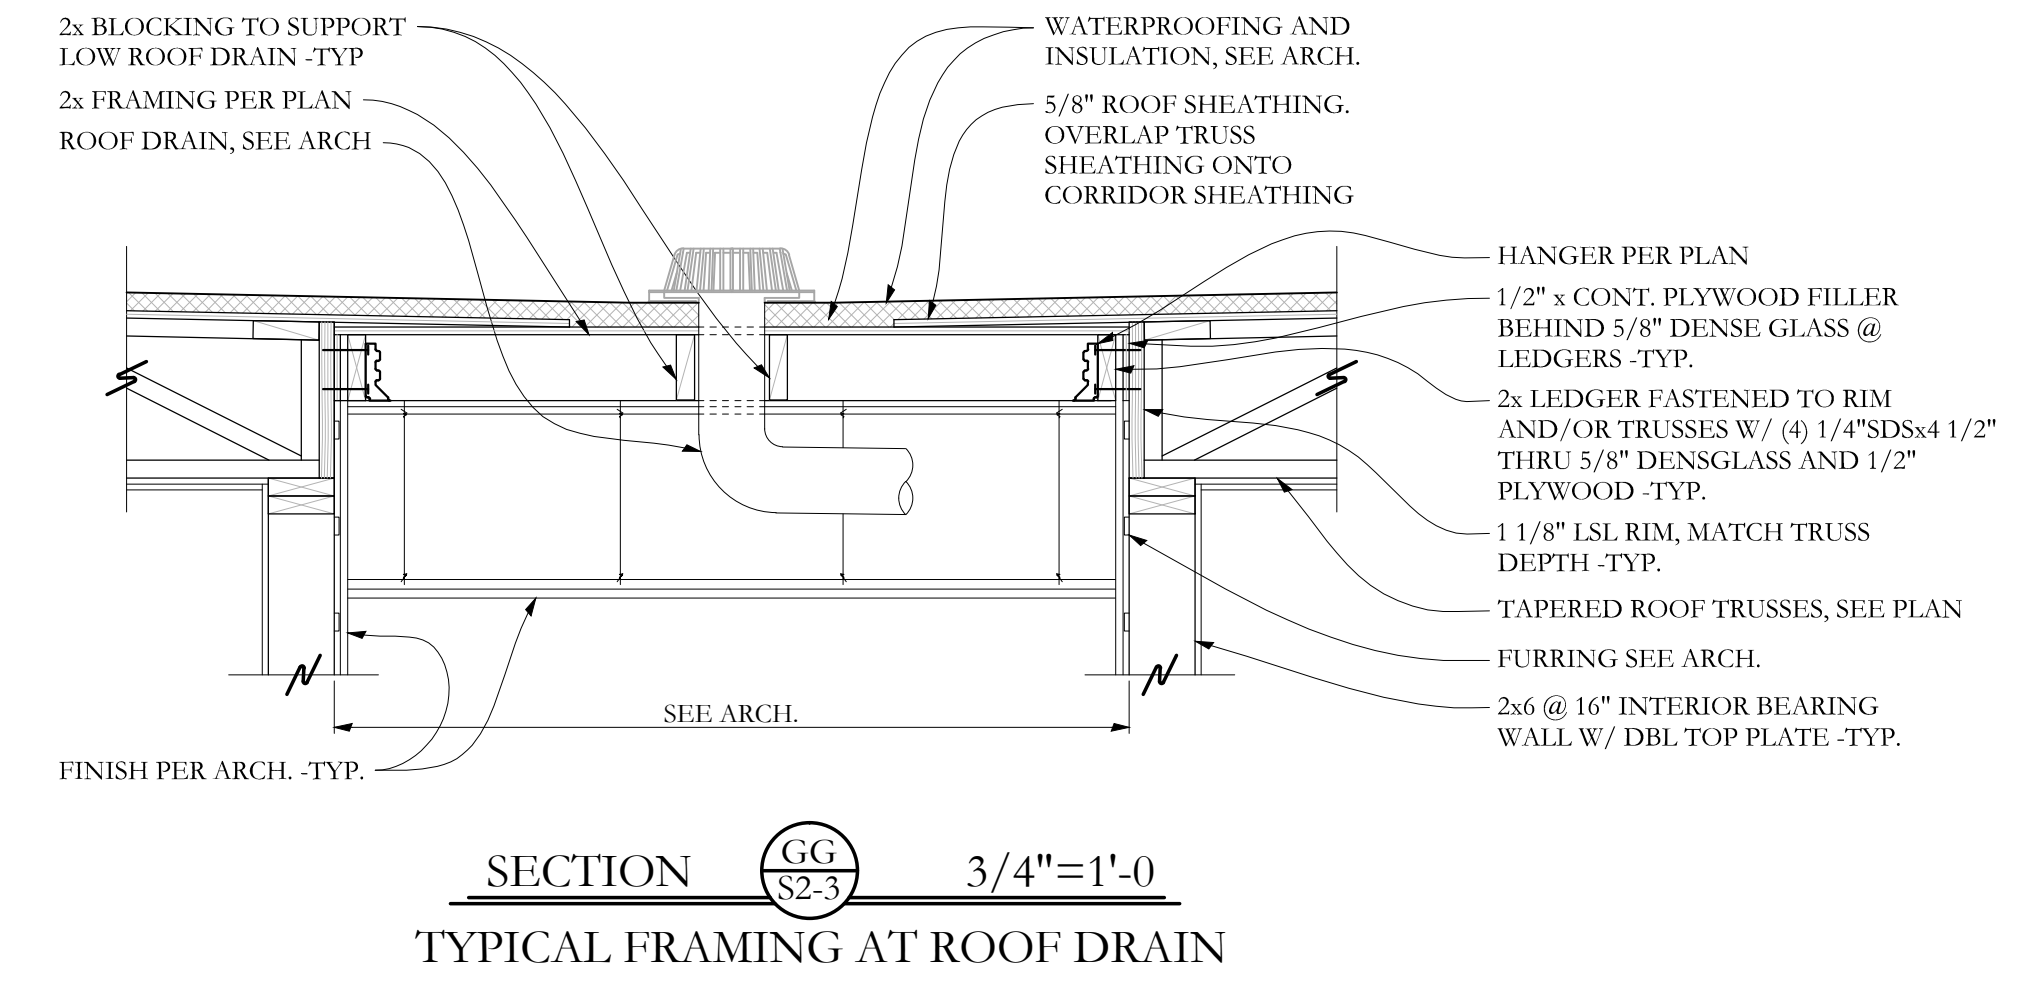 2x BLOCKING TO SUPPORT
LOW ROOF DRAIN -TYP
2x FRAMING PER PLAN
ROOF DRAIN, SEE ARCH
WATERPROOFING AND
INSULATION, SEE ARCH.
5/8" ROOF SHEATHING.
OVERLAP TRUSS
SHEATHING ONTO
CORRIDOR SHEATHING
HANGER PER PLAN
1/2" x CONT. PLYWOOD FILLER
BEHIND 5/8" DENSE GLASS @
LEDGERS -TYP.
2x LEDGER FASTENED TO RIM
AND/OR TRUSSES W/ (4) 1/4"SDSx4 1/2"
THRU 5/8" DENSGLASS AND 1/2"
PLYWOOD -TYP.
1 1/8" LSL RIM, MATCH TRUSS
DEPTH -TYP.
TAPERED ROOF TRUSSES, SEE PLAN
FURRING SEE ARCH.
2x6 @ 16" INTERIOR BEARING
WALL W/ DBL TOP PLATE -TYP.
SEE ARCH.
FINISH PER ARCH. -TYP.
SECTION GG 3/4"=1'-0
S2-3
TYPICAL FRAMING AT ROOF DRAIN